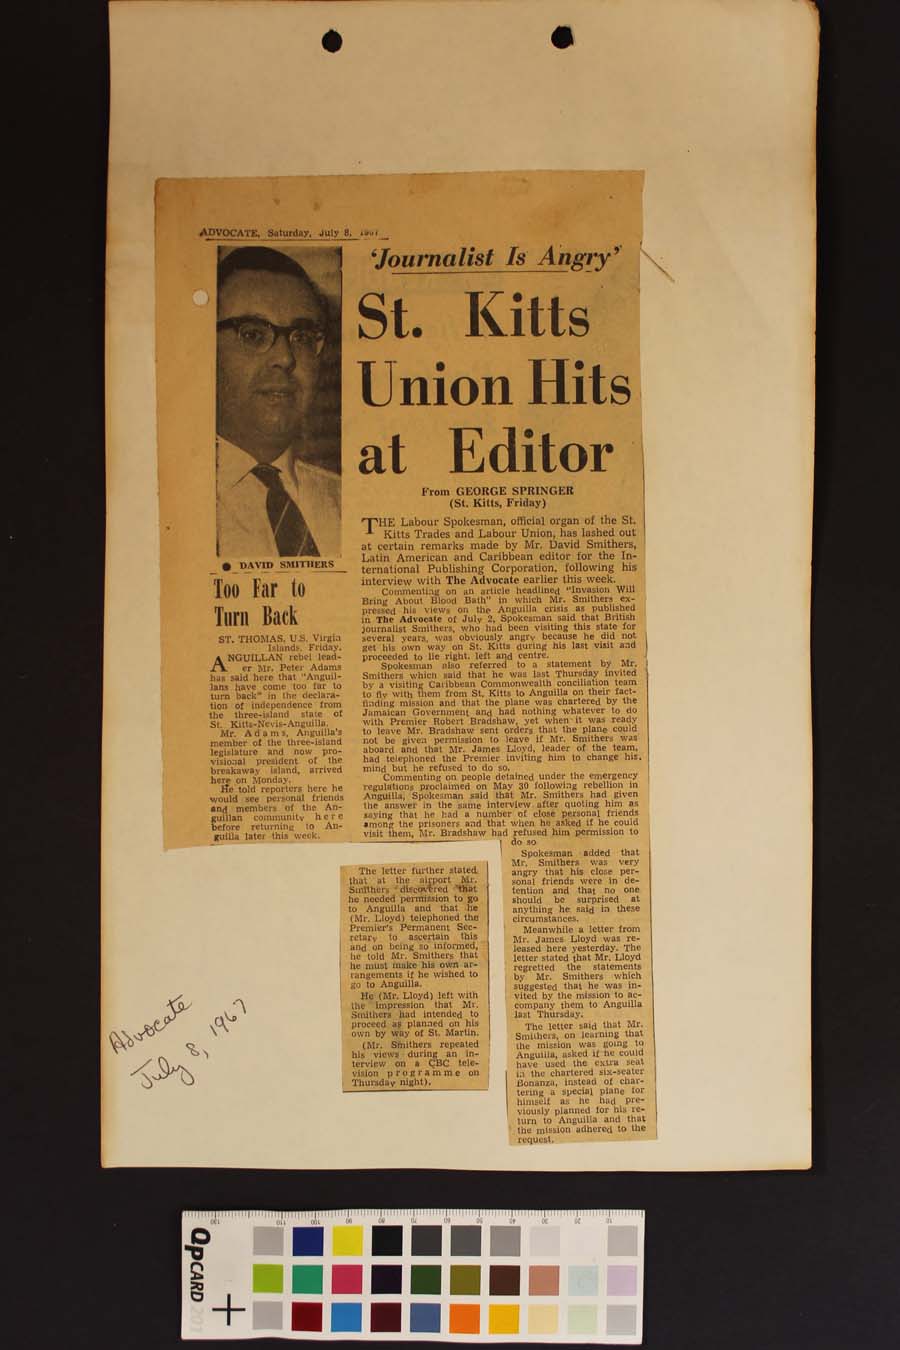 ADVOCATE, Saturday, July 8, 1967
● DAVID SMITHERS
Too Far to
Turn Back
ST. THOMAS, U.S. Virgin
Islands, Friday.
ANGUILLAN rebel lead-
er Mr. Peter Adams
has said here that "Anguil-
lans have come too far to
turn back" in the declara-
tion of independence from
the three-island state of
St. Kitts-Nevis-Anguilla.
Mr. Adams, Anguilla's
member of the three-island
legislature and now pro-
visional president of the
breakaway island, arrived
here on Monday.
He told reporters here he
would see personal friends
and members of the An-
guillan community here
before returning to An-
guilla later this week.
'Journalist Is Angry'
St. Kitts
Union Hits
at Editor
From GEORGE SPRINGER
(St. Kitts, Friday)
THE Labour Spokesman, official organ of the St.
Kitts Trades and Labour Union, has lashed out
at certain remarks made by Mr. David Smithers,
Latin American and Caribbean editor for the In-
ternational Publishing Corporation, following his
interview with The Advocate earlier this week.
Commenting on an article headlined "Invasion Will
Bring About Blood Bath" in which Mr. Smithers ex-
pressed his views on the Anguilla crisis as published
in The Advocate of July 2, Spokesman said that British
journalist Smithers, who had been visiting this state for
several years, was obviously angry because he did not
get his own way on St. Kitts during his last visit and
proceeded to lie right, left and centre.
Spokesman also referred to a statement by Mr.
Smithers which said that he was last Thursday invited
by a visiting Caribbean Commonwealth conciliation team
to fly with them from St. Kitts to Anguilla on their fact-
finding mission and that the plane was chartered by the
Jamaican Government and had nothing whatever to do
with Premier Robert Bradshaw, yet when it was ready
to leave Mr. Bradshaw sent orders that the plane could
not be given permission to leave if Mr. Smithers was
aboard and that Mr. James Lloyd, leader of the team,
had telephoned the Premier inviting him to change his
mind but he refused to do so.
Commenting on people detained under the emergency
regulations proclaimed on May 30 following rebellion in
Anguilla, Spokesman said that Mr. Smithers had given
the answer in the same interview after quoting him as
saying that he had a number of close personal friends
among the prisoners and that when he asked if he could
visit them, Mr. Bradshaw had refused him permission to
do so
Spokesman added that
Mr. Smithers was very
angry that his close per-
sonal friends were in de-
tention and that no one
should be surprised at
anything he said in these
circumstances.
Meanwhile a letter from
Mr. James Lloyd was re-
leased here yesterday. The
letter stated that Mr. Lloyd
regretted the statements
by Mr. Smithers which
suggested that he was in-
vited by the mission to ac-
company them to Anguilla
last Thursday.
The letter said that Mr.
Smithers, on learning that
the mission was going to
Anguilla, asked if he could
have used the extra seat
in the chartered six-seater
Bonanza, instead of char-
tering a special plane for
himself as he had pre-
viously planned for his re-
turn to Anguilla and that
the mission adhered to the
request.
The letter further stated
that at the airport Mr.
Smithers discovered that
he needed permission to go
to Anguilla and that he
(Mr. Lloyd) telephoned the
Premier's Permanent Sec-
retary to ascertain this
and on being so informed,
he told Mr. Smithers that
he must make his own ar-
rangements if he wished to
go to Anguilla.
He (Mr. Lloyd) left with
the impression that Mr.
Smithers had intended to
proceed as planned on his
own by way of St. Martin.
(Mr. Smithers repeated
his views during an in-
terview on a CBC tele-
vision programme on
Thursday night).
Advocate
July 8, 1967
130 110 100 90 80 70 60 50 40 30 20 10
QPCARD 201